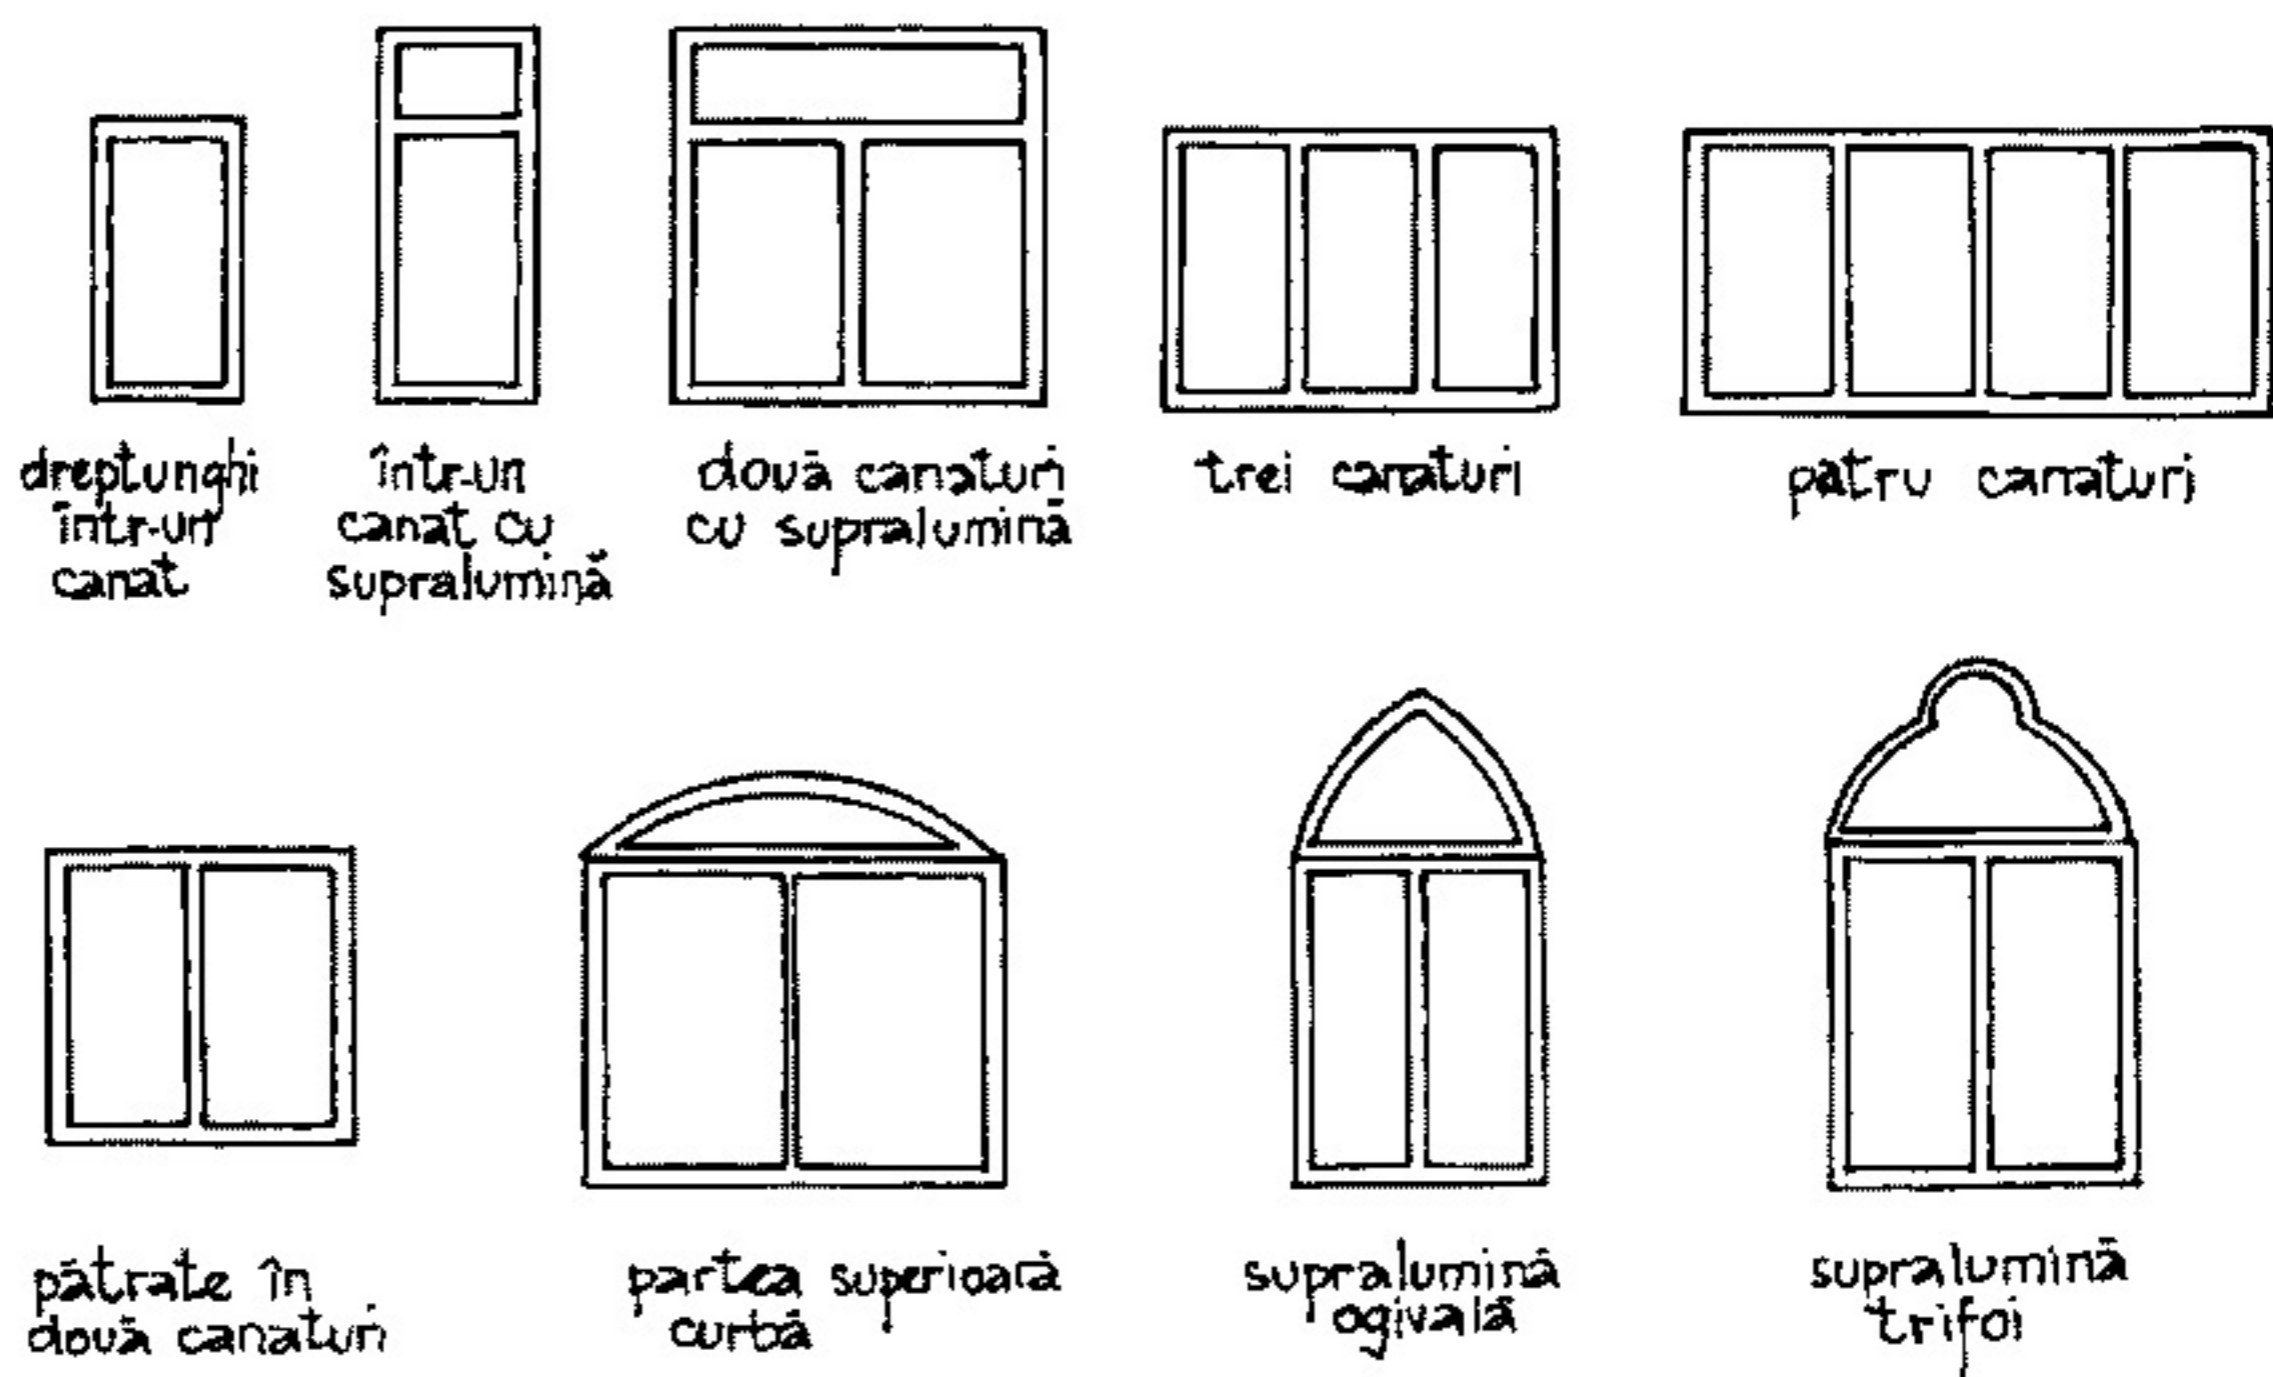 dreptunghi
într-un
canat
într-un
canat cu
supralumină
două canaturi
cu supralumină
trei canaturi
patru canaturi
pătrate în
două canaturi
partea superioară
curbă
supralumină
ogivală
supralumină
trifoi